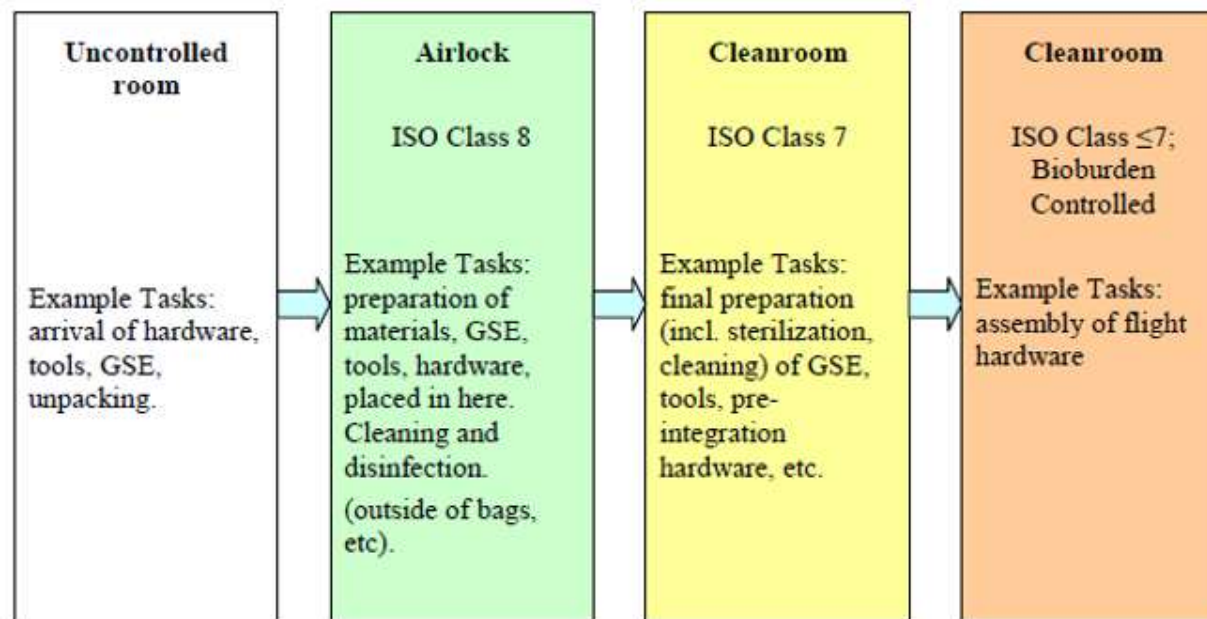 Uncontrolled
room
Example Tasks:
arrival of hardware,
tools, GSE,
unpacking.
Airlock
ISO Class 8
Example Tasks:
preparation of
materials, GSE,
tools, hardware,
placed in here.
Cleaning and
disinfection.
(outside of bags,
etc).
Cleanroom
ISO Class 7
Example Tasks:
final preparation
(incl. sterilization,
cleaning) of GSE,
tools, pre-
integration
hardware, etc.
Cleanroom
ISO Class ≤7;
Bioburden
Controlled
Example Tasks:
assembly of flight
hardware